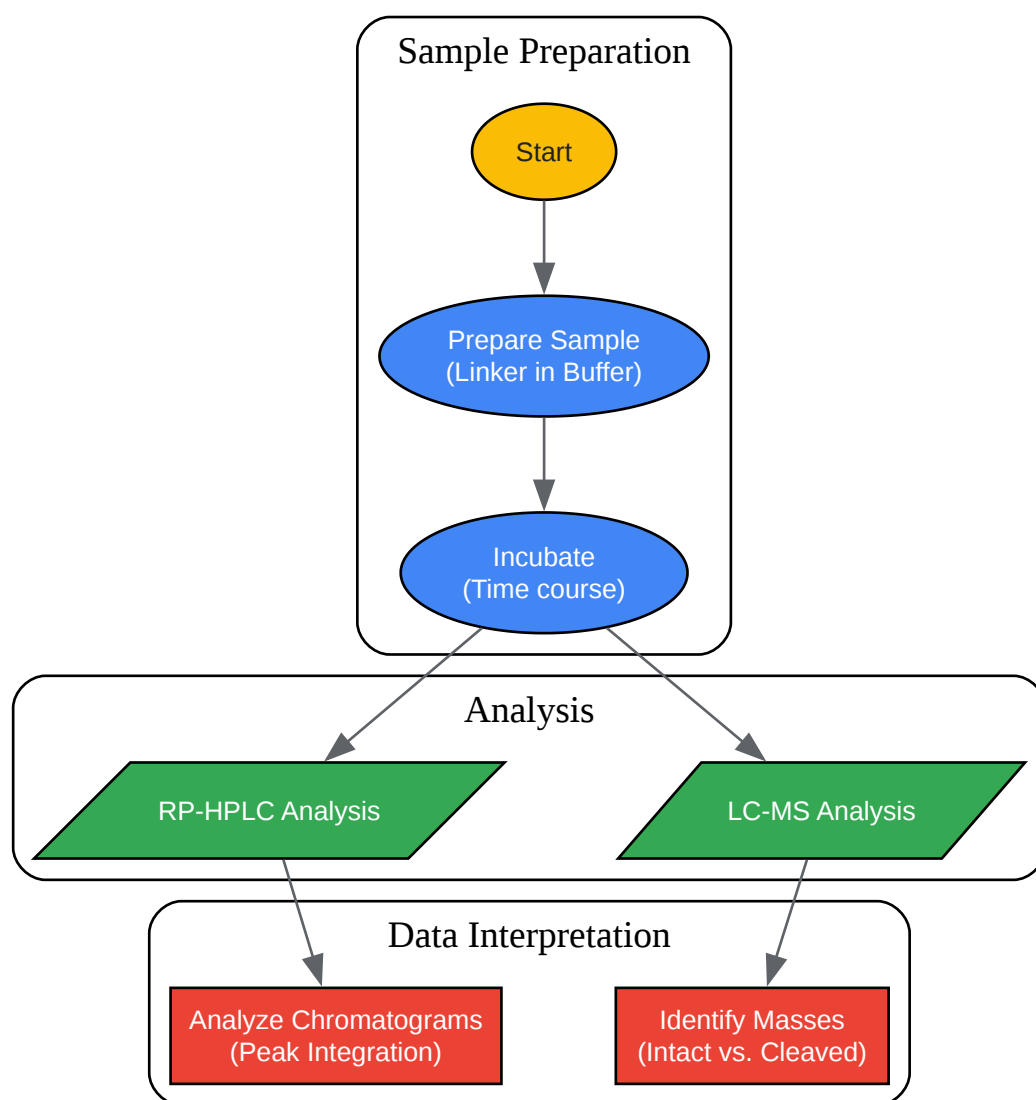 Sample Preparation
Start
Prepare Sample
(Linker in Buffer)
Incubate
(Time course)
Analysis
RP-HPLC Analysis
LC-MS Analysis
Data Interpretation
Analyze Chromatograms
(Peak Integration)
Identify Masses
(Intact vs. Cleaved)